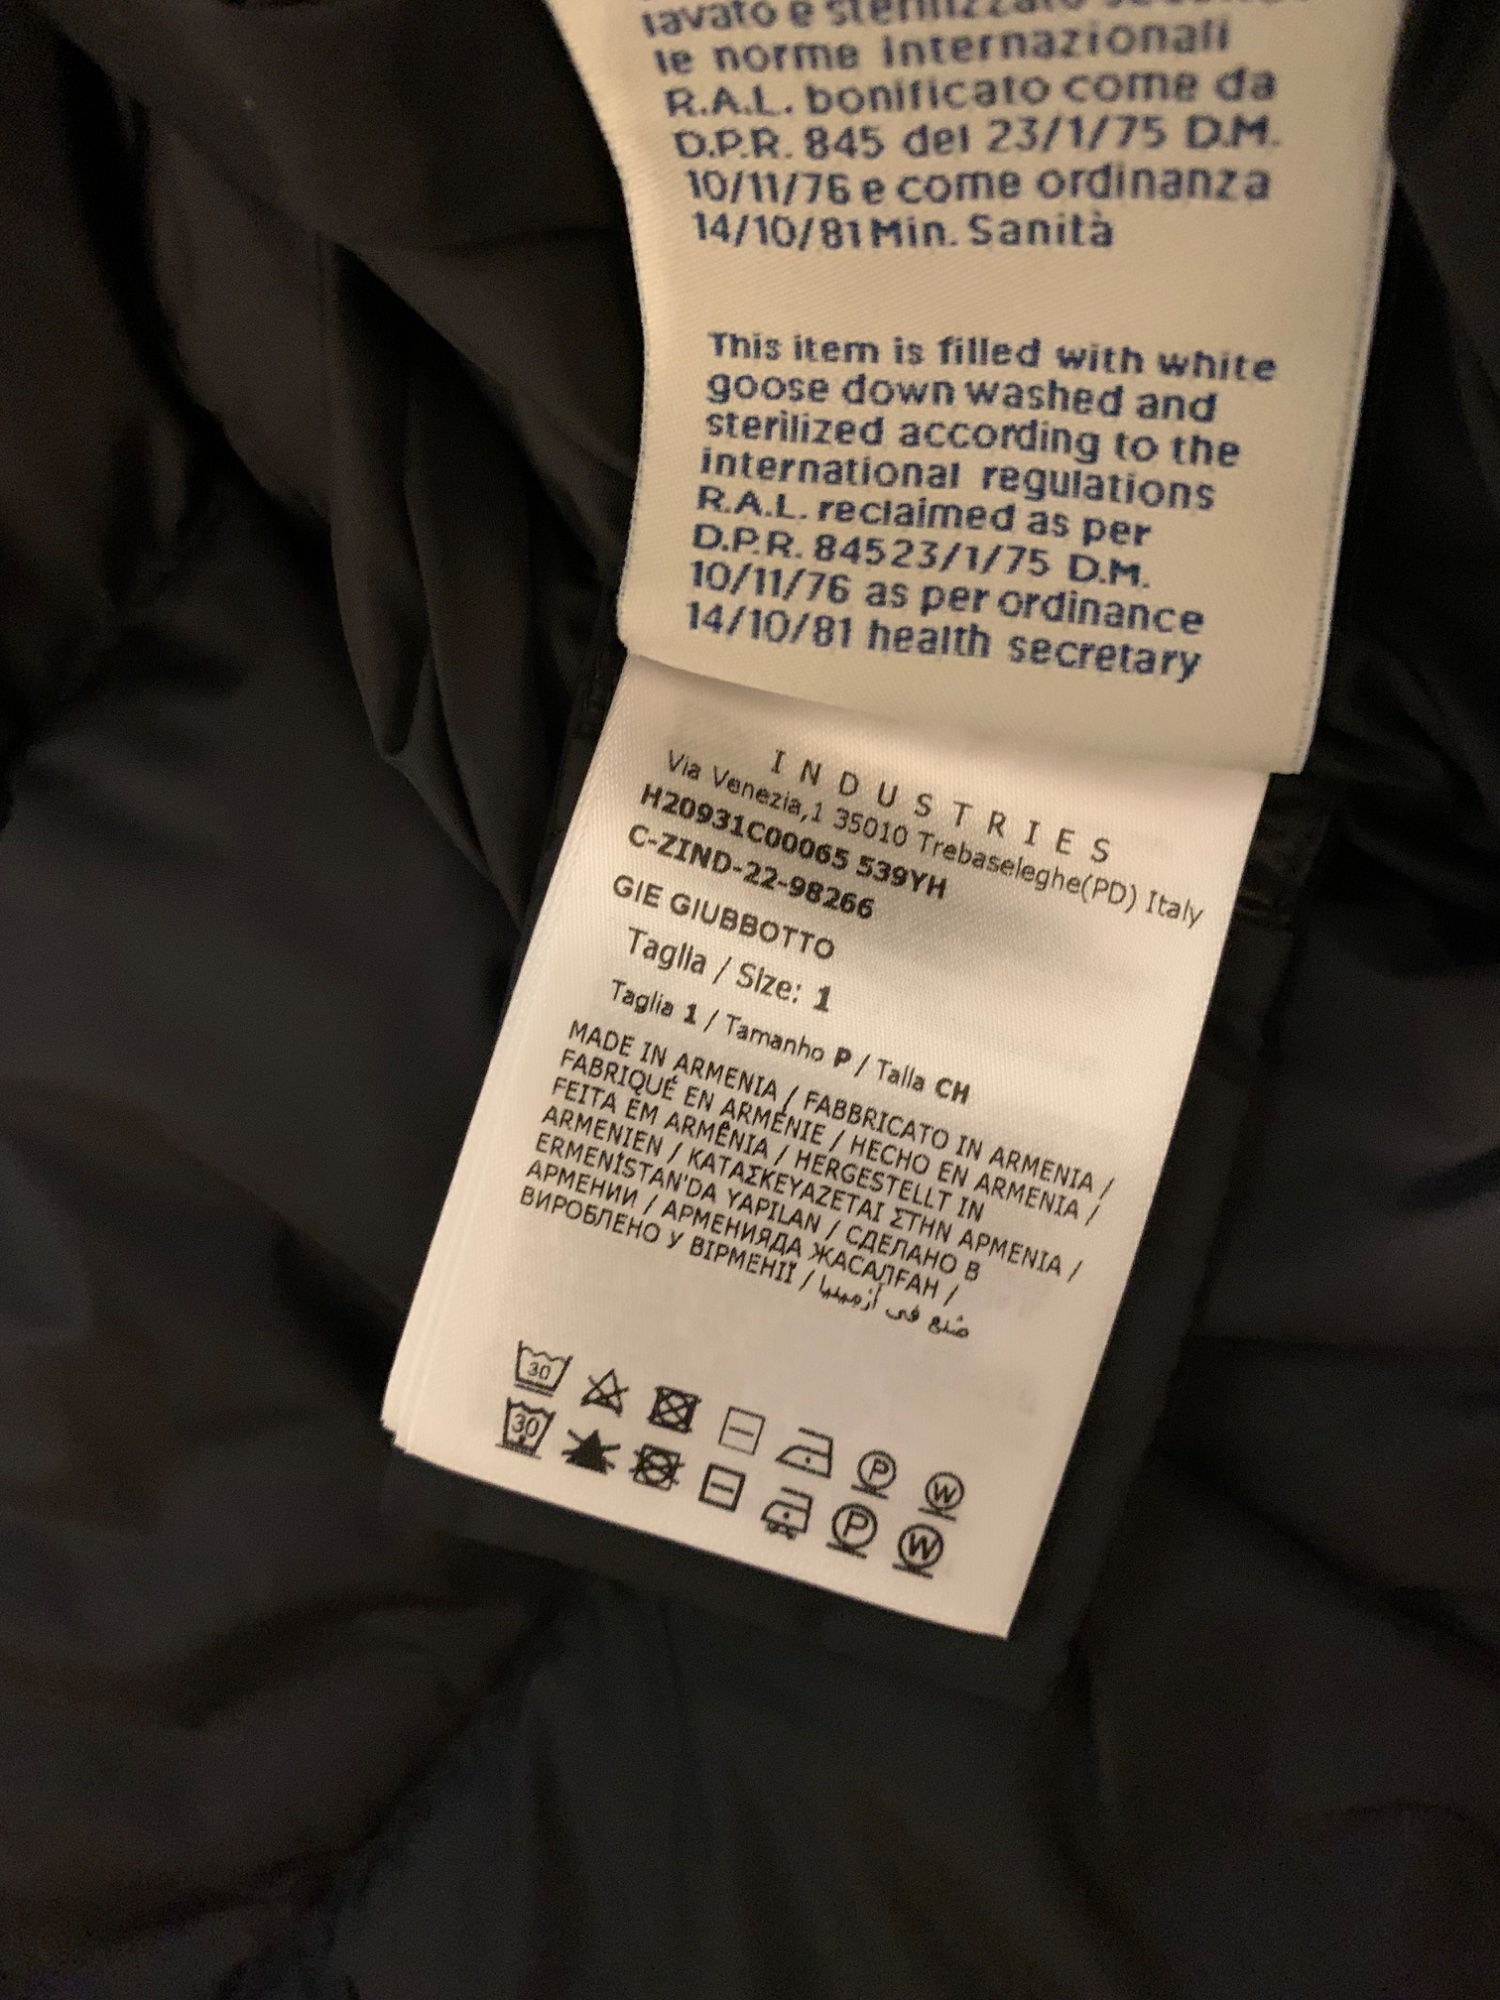 lavato e sterilizzato
le norme internazionali
R.A.L. bonificato come da
D.P.R. 845 del 23/1/75 D.M.
10/11/76 e come ordinanza
14/10/81 Min. Sanità
This item is filled with white
goose down washed and
sterilized according to the
international regulations
R.A.L. reclaimed as per
D.P.R. 84523/1/75 D.M.
10/11/76 as per ordinance
14/10/81 health secretary
INDUSTRIES
Via Venezia,1 35010 Trebaseleghe(PD) Italy
H20931C00065 539YH
C-ZIND-22-98266
GIE GIUBBOTTO
Taglia / Size: 1
Taglia 1 / Tamanho P / Talla CH
MADE IN ARMENIA / FABBRICATO IN ARMENIA /
FABRIQUÉ EN ARMÉNIE / HECHO EN ARMENIA /
FEITA EM ARMÊNIA / HERGESTELLT IN
ARMENIEN / ΚΑΤΑΣΚΕΥΑΖΕΤΑΙ ΣΤΗΝ ΑΡΜΕΝΙΑ /
ERMENİSTAN'DA YAPILAN / СДЕЛАНО В
АРМЕНИИ / АРМЕНИЯДА ЖАСАЛҒАН /
ВИРОБЛЕНО У ВІРМЕНІЇ / صُنع في أرمينيا
30 P W
30 P W